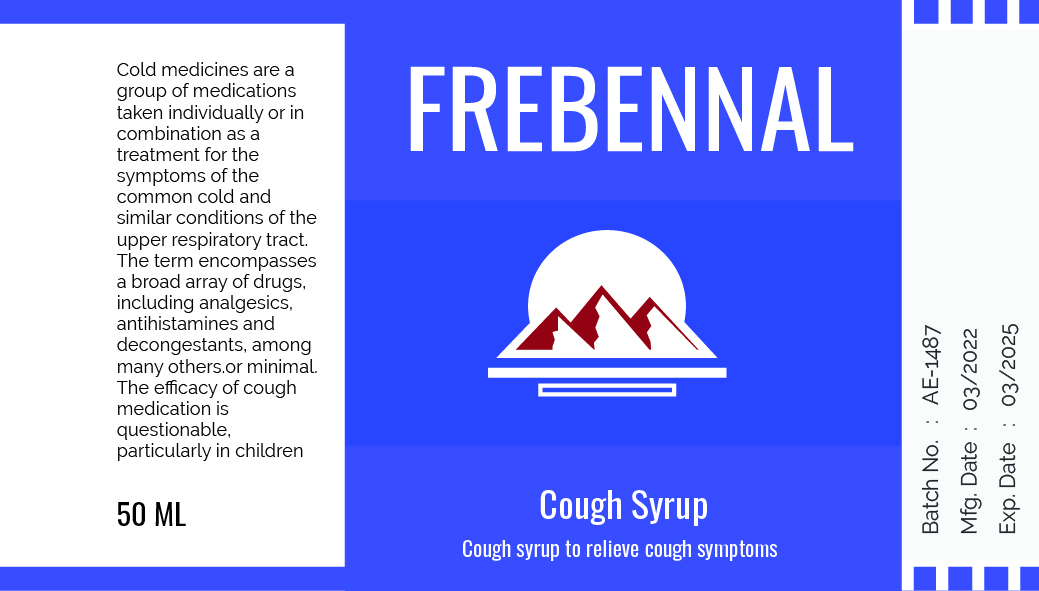 Cold medicines are a
group of medications
taken individually or in
combination as a
treatment for the
symptoms of the
common cold and
similar conditions of the
upper respiratory tract.
The term encompasses
a broad array of drugs,
including analgesics,
antihistamines and
decongestants, among
many others.or minimal.
The efficacy of cough
medication is
questionable,
particularly in children
50 ML
FREBENNAL
Cough Syrup
Cough syrup to relieve cough symptoms
Batch No. : AE-1487
Mfg. Date : 03/2022
Exp. Date : 03/2025